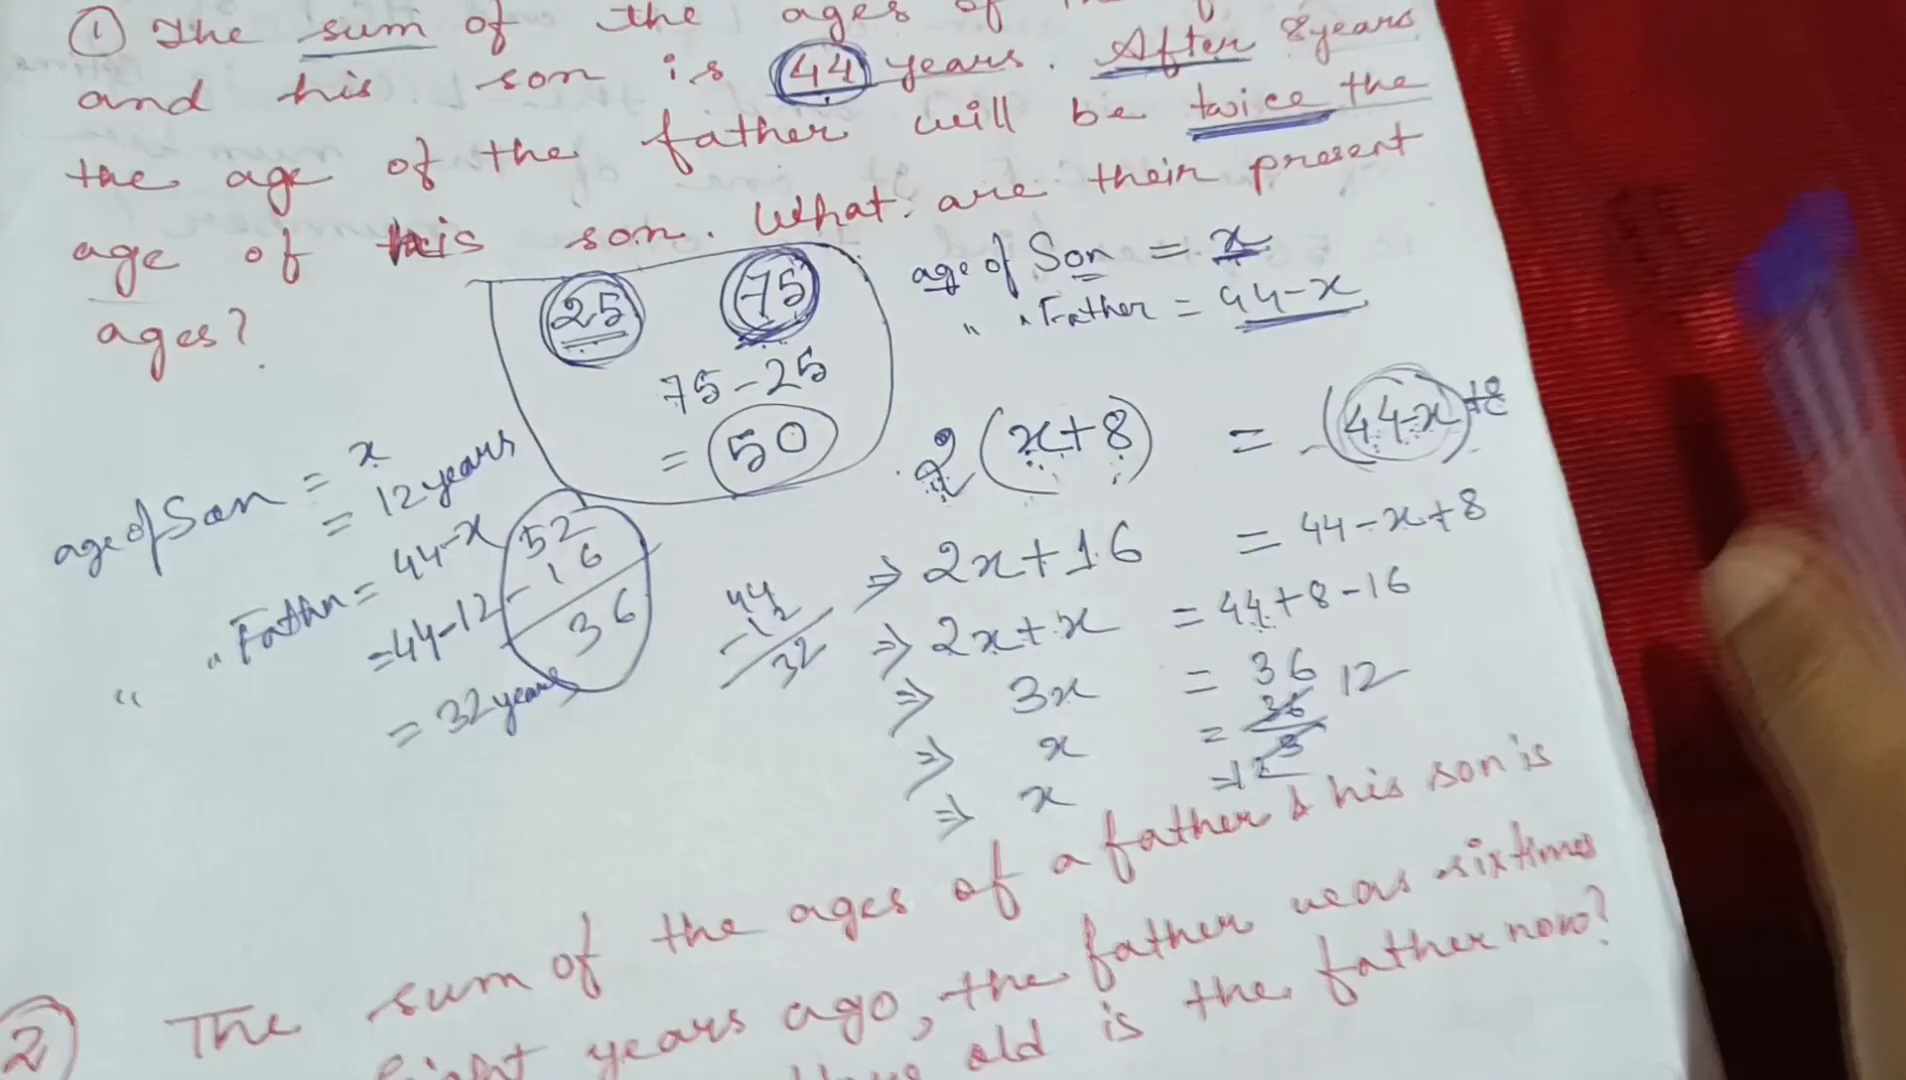 ① The sum of the ages of
and his son is 44 years. After 8 years
the age of the father will be twice the
age of his son. What are their present
ages?
25 75
75-25
= 50
age of Son = x
" " Father = 44-x
2(x+8) = (44-x)+8
⇒ 2x+16 = 44-x+8
⇒ 2x+x = 44+8-16
⇒ 3x = 36
⇒ x = 36/3 12
⇒ x = 12
age of Son = x
= 12 years
" " Father = 44-x
= 44-12
= 32 years
52
-16
36
44
-12
32
2) The sum of the ages of a father & his son is
Eight years ago, the father was six times
old is the father now?